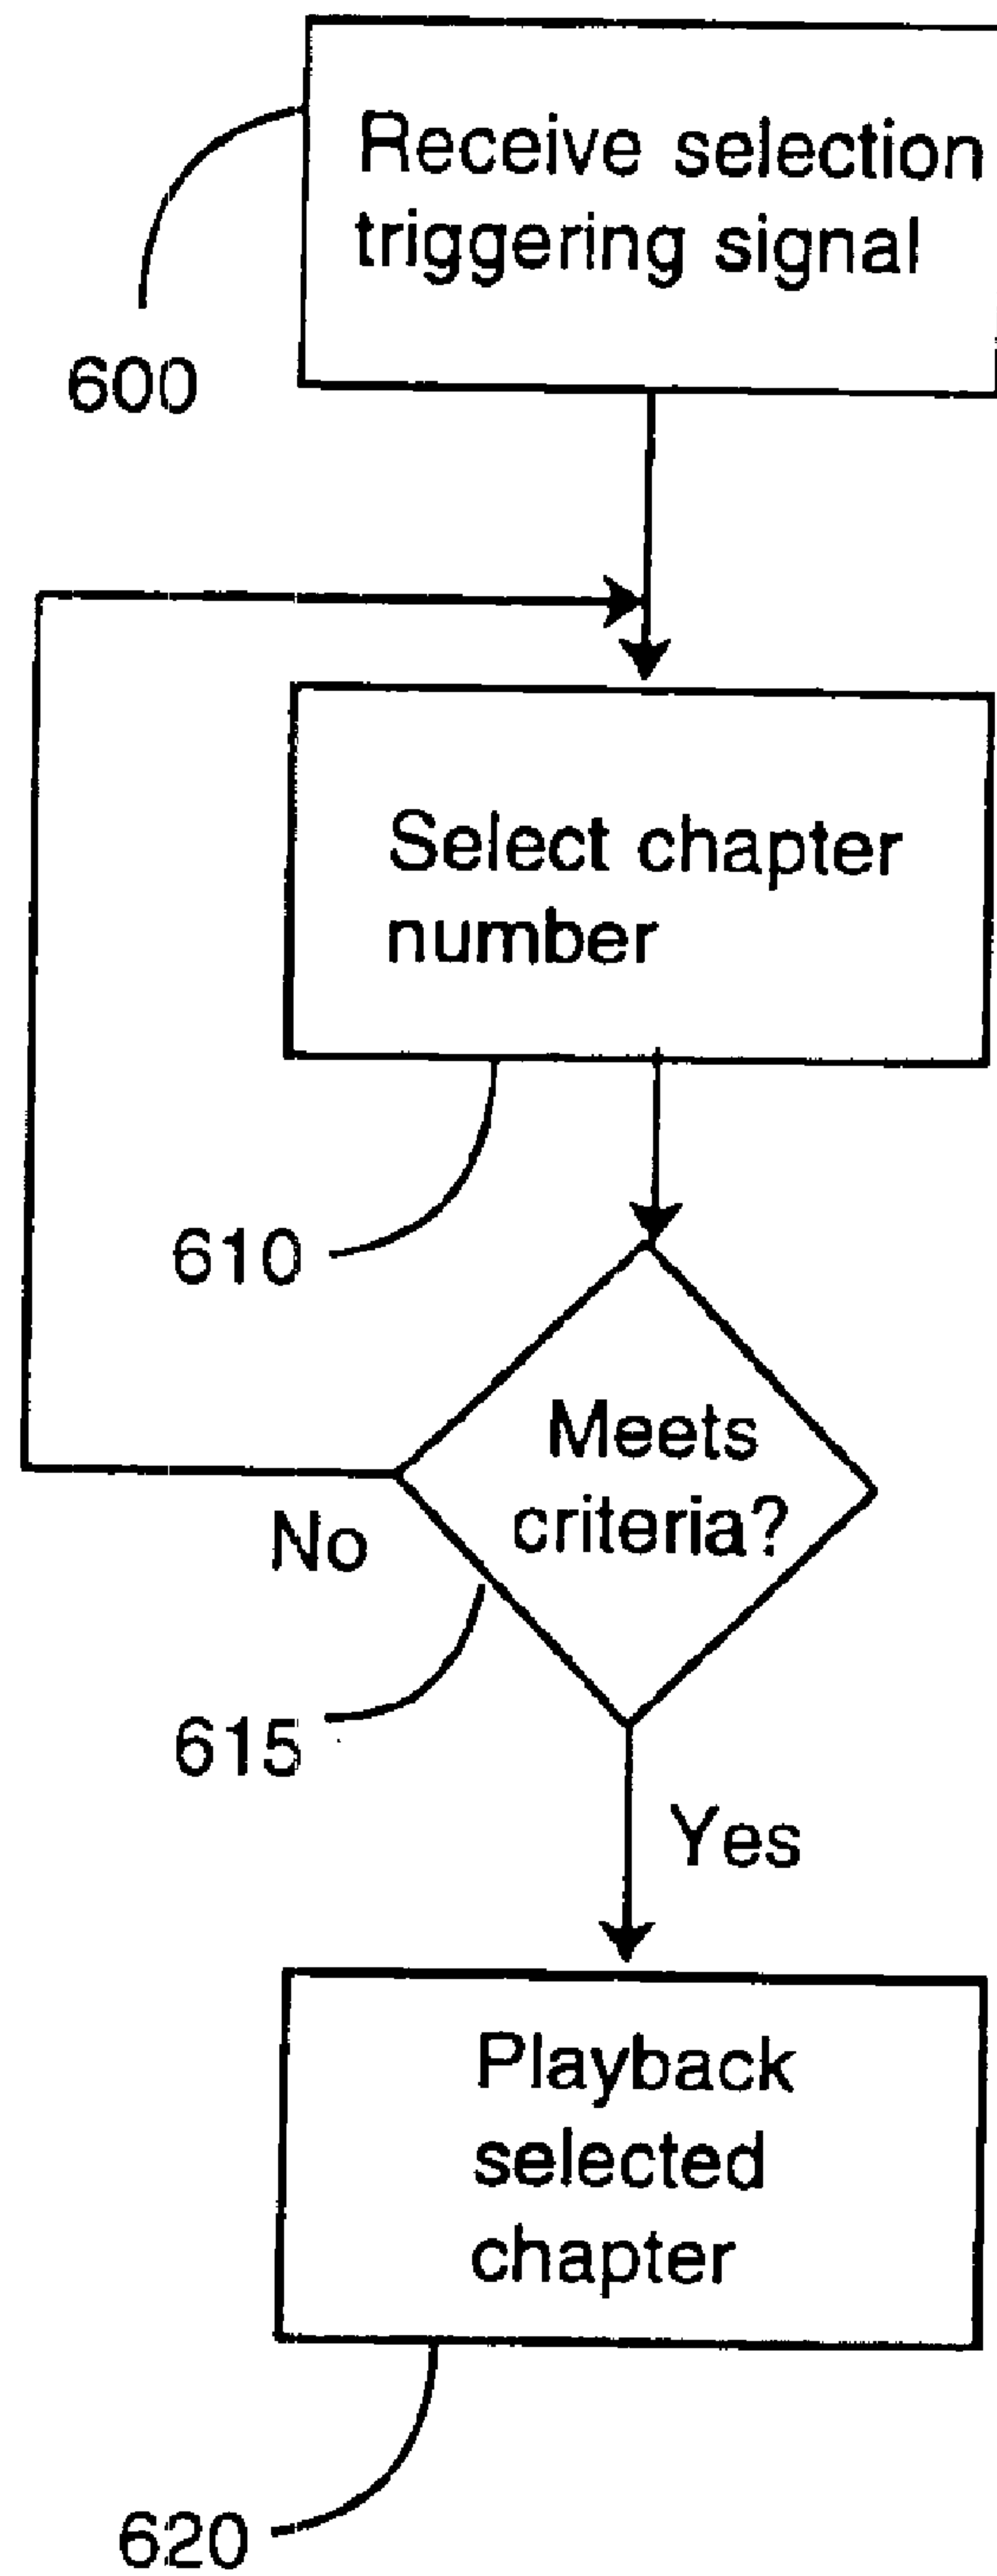 Receive selection
triggering signal
600
Select chapter
number
610
Meets
criteria?
No
615
Yes
Playback
selected
chapter
620